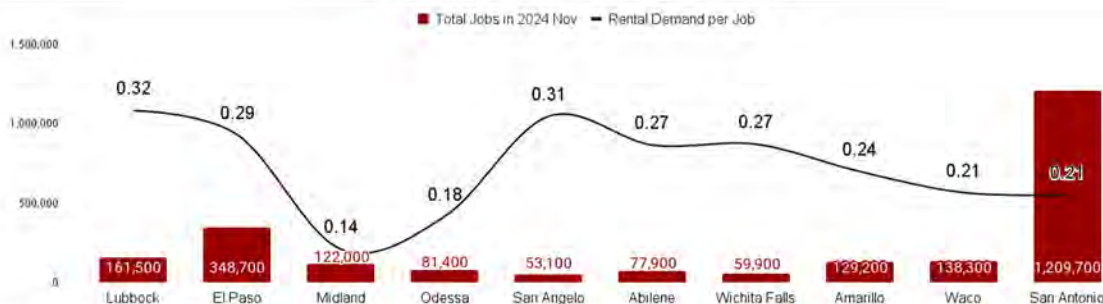 Total Jobs in 2024 Nov Rental Demand per Job
1,500,000
1,000,000
500,000
0
0.32
0.29
0.14
0.18
0.31
0.27
0.27
0.24
0.21
0.21
161,500
348,700
122,000
81,400
53,100
77,900
59,900
129,200
138,300
1,209,700
Lubbock
El Paso
Midland
Odessa
San Angelo
Abilene
Wichita Falls
Amarillo
Waco
San Antonio